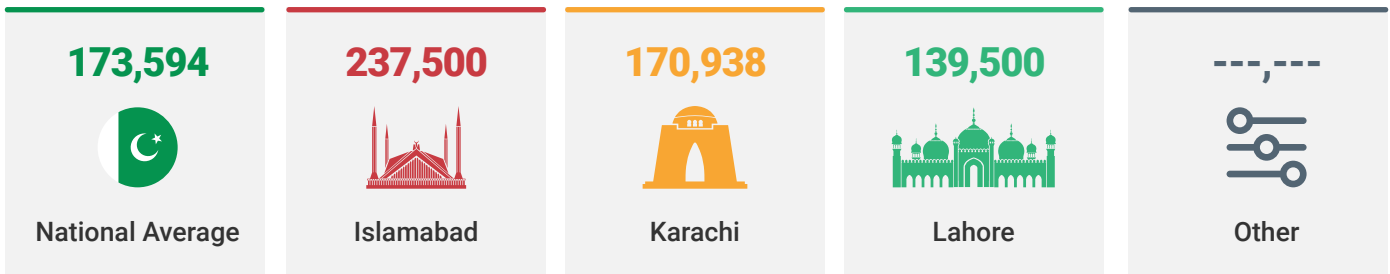 173,594
National Average
237,500
Islamabad
170,938
Karachi
139,500
Lahore
---,---
Other